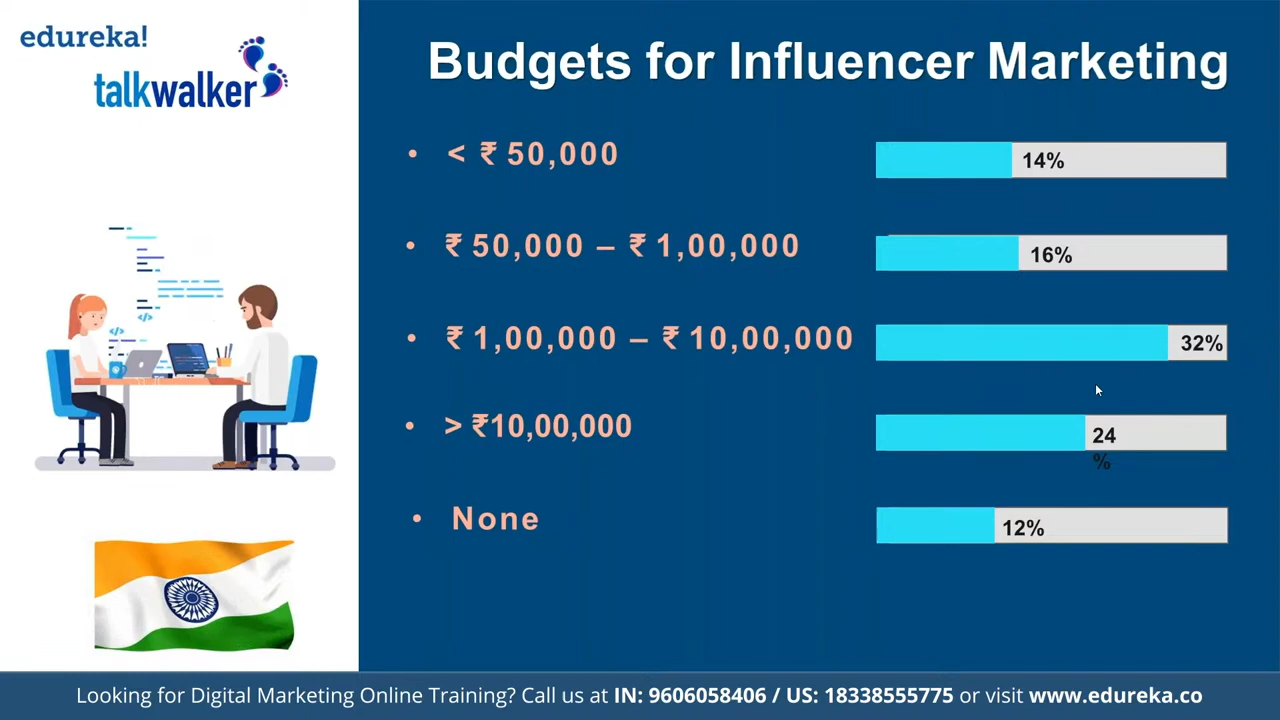 edureka!
talkwalker
Budgets for Influencer Marketing
• < ₹ 50,000
14%
• ₹ 50,000 – ₹ 1,00,000
16%
• ₹ 1,00,000 – ₹ 10,00,000
32%
• > ₹10,00,000
24
%
• None
12%
Looking for Digital Marketing Online Training? Call us at IN: 9606058406 / US: 18338555775 or visit www.edureka.co